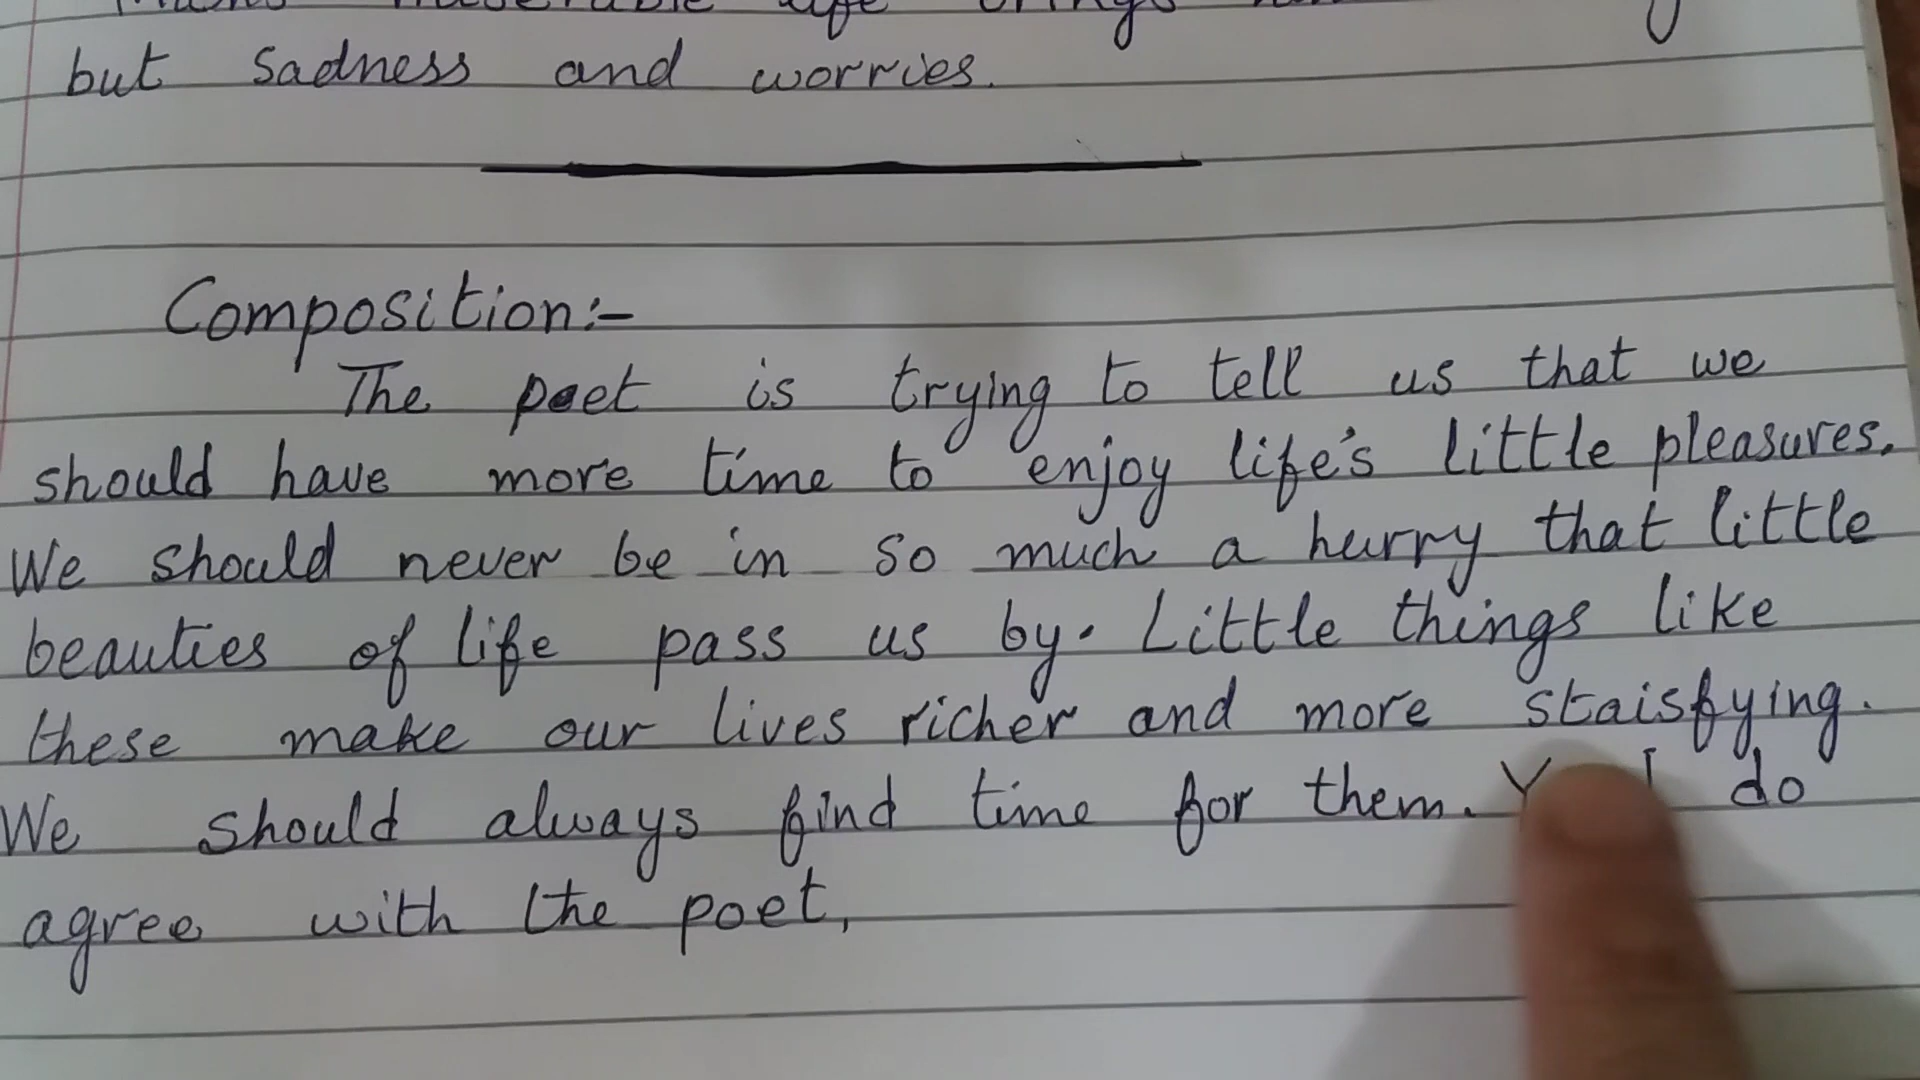 but sadness and worries.
Composition:-
The poet is trying to tell us that we
should have more time to enjoy life's little pleasures.
We should never be in so much a hurry that little
beauties of life pass us by. Little things like
these make our lives richer and more staisfying.
We should always find time for them. I do
agree with the poet,